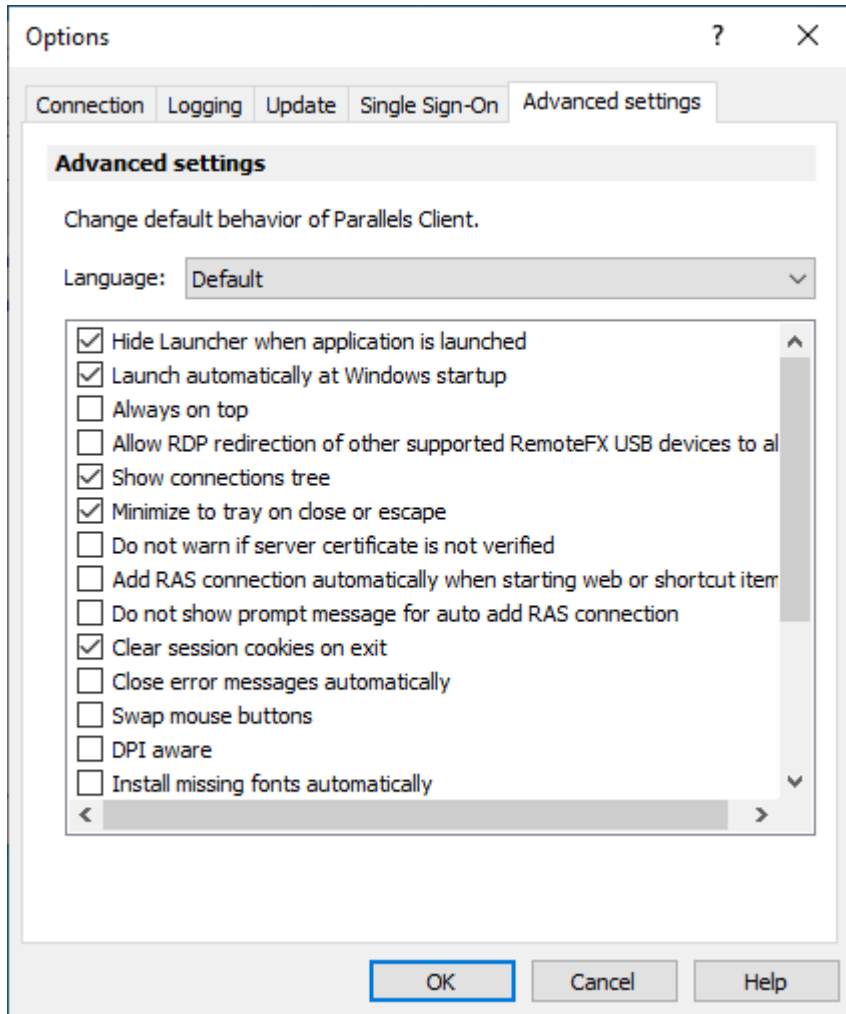 Options
?
Connection Logging Update Single Sign-On Advanced settings
Advanced settings
Change default behavior of Parallels Client.
Language: Default
Hide Launcher when application is launched
Launch automatically at Windows startup
Always on top
Allow RDP redirection of other supported RemoteFX USB devices to al
Show connections tree
Minimize to tray on close or escape
Do not warn if server certificate is not verified
Add RAS connection automatically when starting web or shortcut item
Do not show prompt message for auto add RAS connection
Clear session cookies on exit
Close error messages automatically
Swap mouse buttons
DPI aware
Install missing fonts automatically
OK Cancel Help